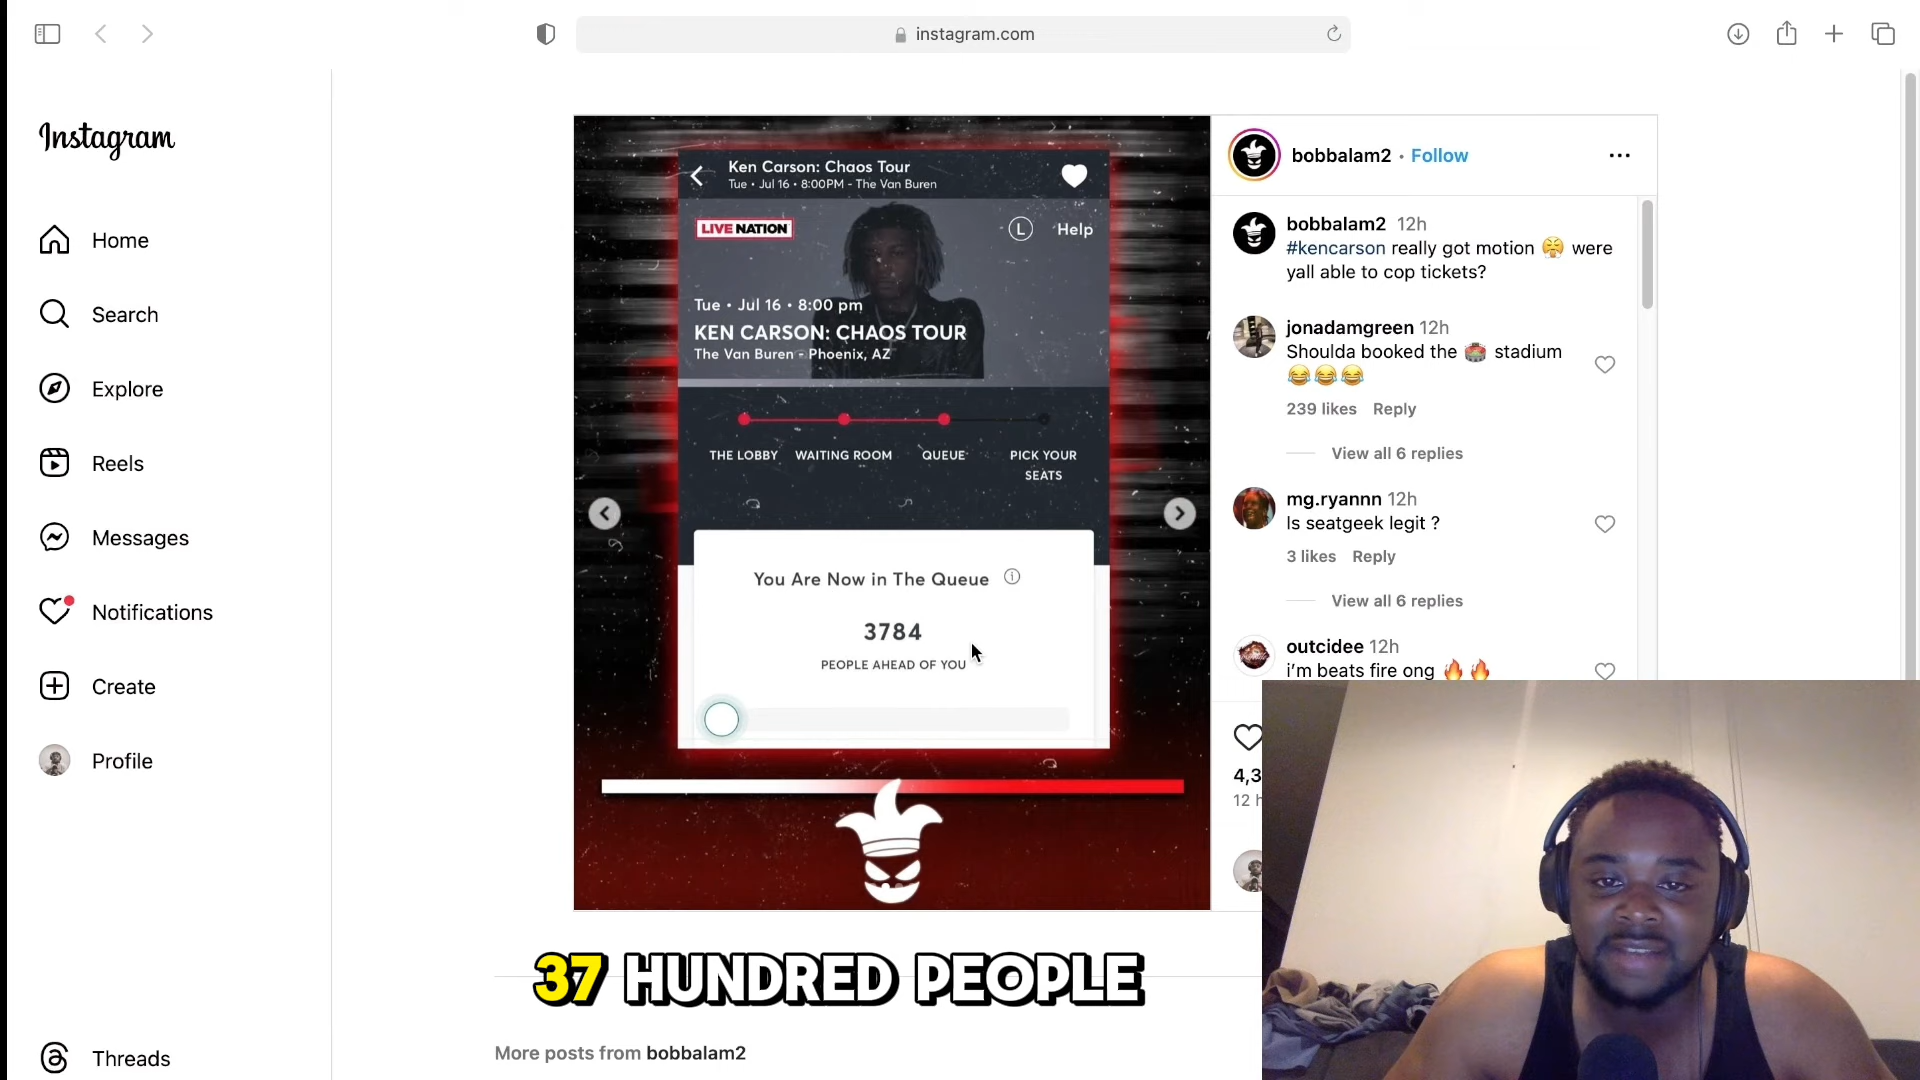 instagram.com
Instagram
Home
Search
Explore
Reels
Messages
Notifications
Create
Profile
Threads
Ken Carson: Chaos Tour
Tue • Jul 16 • 8:00PM - The Van Buren
LIVE NATION
L
Help
Tue • Jul 16 • 8:00 pm
KEN CARSON: CHAOS TOUR
The Van Buren - Phoenix, AZ
THE LOBBY
WAITING ROOM
QUEUE
PICK YOUR
SEATS
You Are Now in The Queue
3784
PEOPLE AHEAD OF YOU
bobbalam2 • Follow
bobbalam2 12h
#kencarson really got motion 😤 were
yall able to cop tickets?
jonadamgreen 12h
Shoulda booked the 🏟️ stadium
😂😂😂
239 likes Reply
View all 6 replies
mg.ryannn 12h
Is seatgeek legit ?
3 likes Reply
View all 6 replies
outcidee 12h
i'm beats fire ong 🔥🔥
4,3
12 h
37 HUNDRED PEOPLE
More posts from bobbalam2